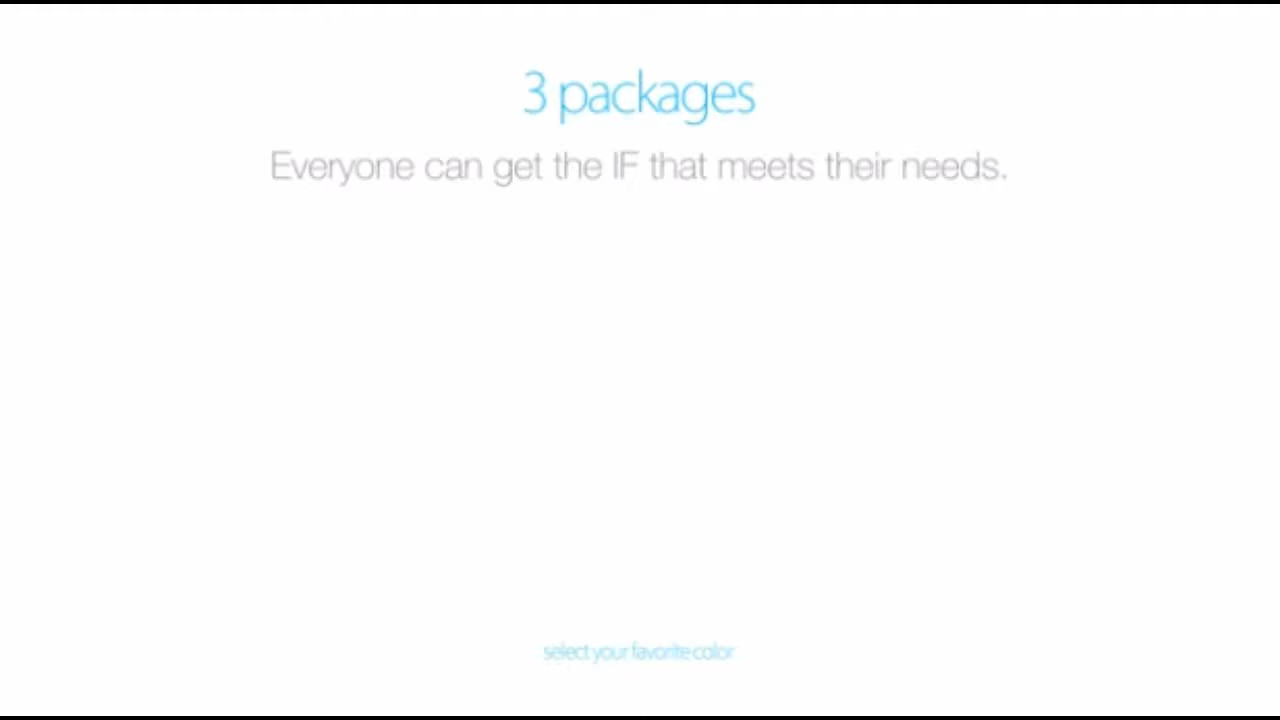 3 packages
Everyone can get the IF that meets their needs.
select your favorite color